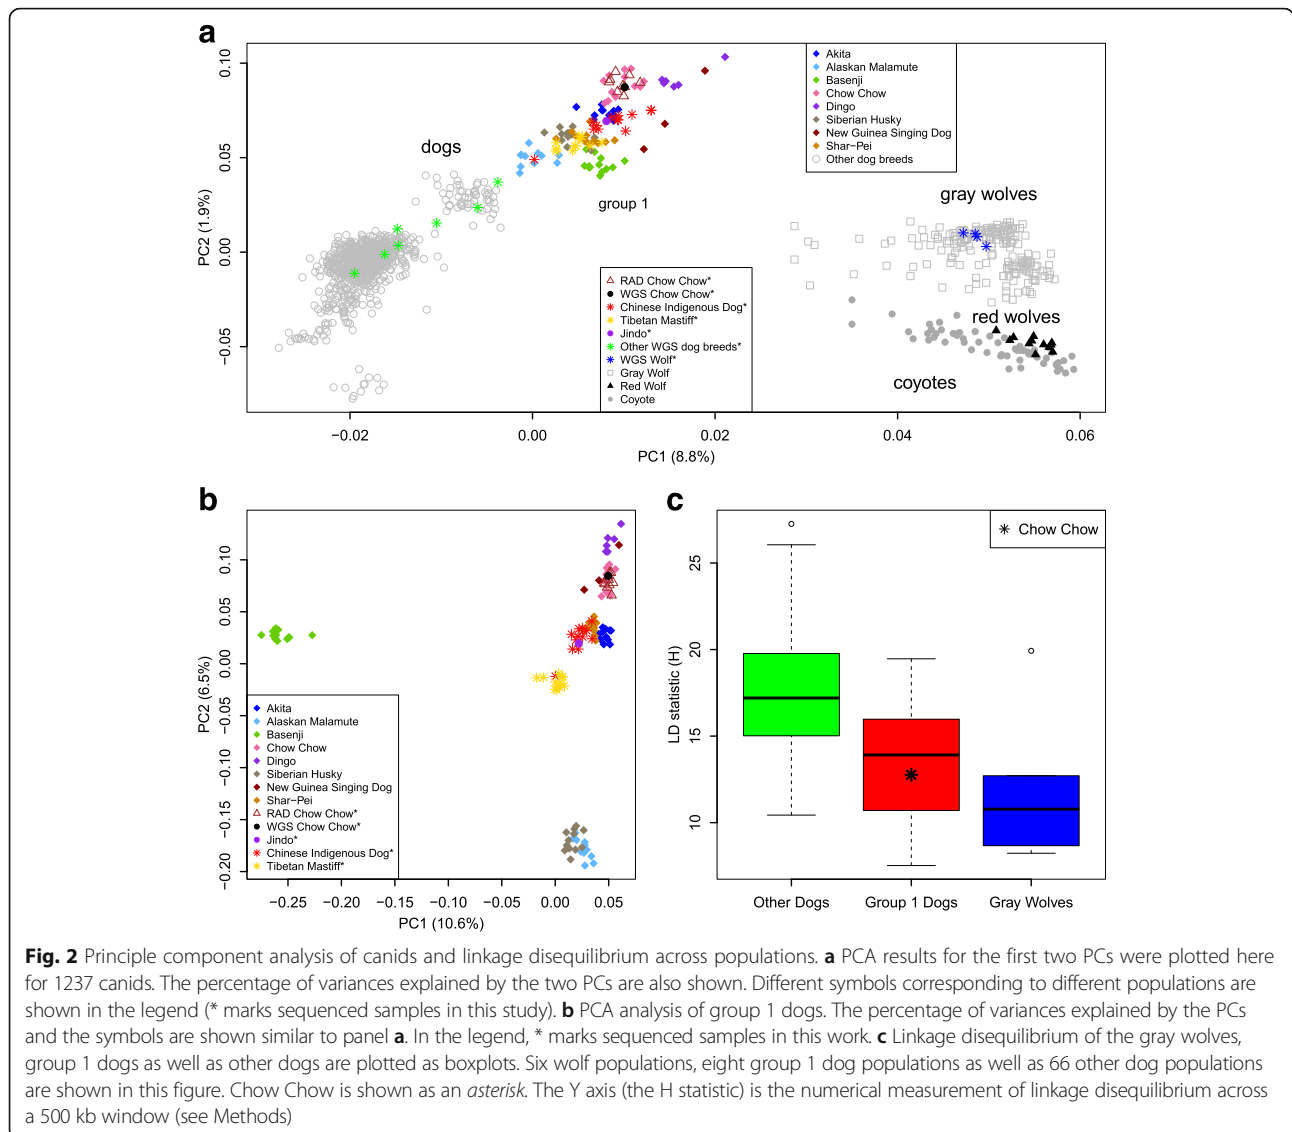 a
0.10
0.05
0.00
−0.05
PC2 (1.9%)
dogs
group 1
gray wolves
red wolves
coyotes
Akita
Alaskan Malamute
Basenji
Chow Chow
Dingo
Siberian Husky
New Guinea Singing Dog
Shar−Pei
Other dog breeds
RAD Chow Chow*
WGS Chow Chow*
Chinese Indigenous Dog*
Tibetan Mastiff*
Jindo*
Other WGS dog breeds*
WGS Wolf*
Gray Wolf
Red Wolf
Coyote
−0.02 0.00 0.02 0.04 0.06
PC1 (8.8%)
b
0.10
0.05
0.00
−0.05
−0.10
−0.15
−0.20
PC2 (6.5%)
Akita
Alaskan Malamute
Basenji
Chow Chow
Dingo
Siberian Husky
New Guinea Singing Dog
Shar−Pei
RAD Chow Chow*
WGS Chow Chow*
Jindo*
Chinese Indigenous Dog*
Tibetan Mastiff*
−0.25 −0.20 −0.15 −0.10 −0.05 0.00 0.05
PC1 (10.6%)
c
Chow Chow
25
20
15
10
LD statistic (H)
Other Dogs Group 1 Dogs Gray Wolves
Fig. 2 Principle component analysis of canids and linkage disequilibrium across populations. a PCA results for the first two PCs were plotted here
for 1237 canids. The percentage of variances explained by the two PCs are also shown. Different symbols corresponding to different populations are
shown in the legend (* marks sequenced samples in this study). b PCA analysis of group 1 dogs. The percentage of variances explained by the PCs
and the symbols are shown similar to panel a. In the legend, * marks sequenced samples in this work. c Linkage disequilibrium of the gray wolves,
group 1 dogs as well as other dogs are plotted as boxplots. Six wolf populations, eight group 1 dog populations as well as 66 other dog populations
are shown in this figure. Chow Chow is shown as an asterisk. The Y axis (the H statistic) is the numerical measurement of linkage disequilibrium across
a 500 kb window (see Methods)